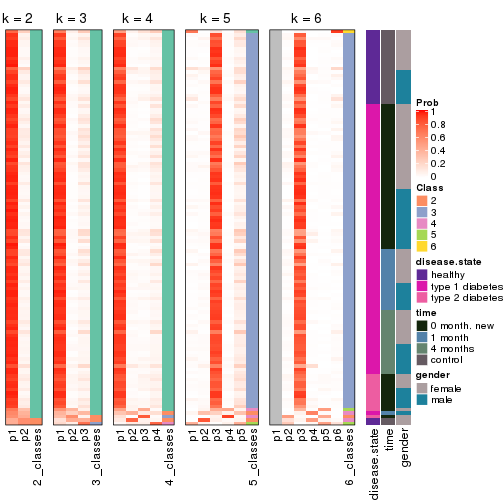 k = 2
k = 3
k = 4
k = 5
k = 6
Prob
1
0.8
0.6
0.4
0.2
0
Class
2
3
4
5
6
disease.state
healthy
type 1 diabetes
type 2 diabetes
time
0 month, new
1 month
4 months
control
gender
female
male
p1
p2
2_classes
p1
p2
p3
3_classes
p1
p2
p3
p4
4_classes
p1
p2
p3
p4
p5
5_classes
p1
p2
p3
p4
p5
p6
6_classes
disease.state
time
gender